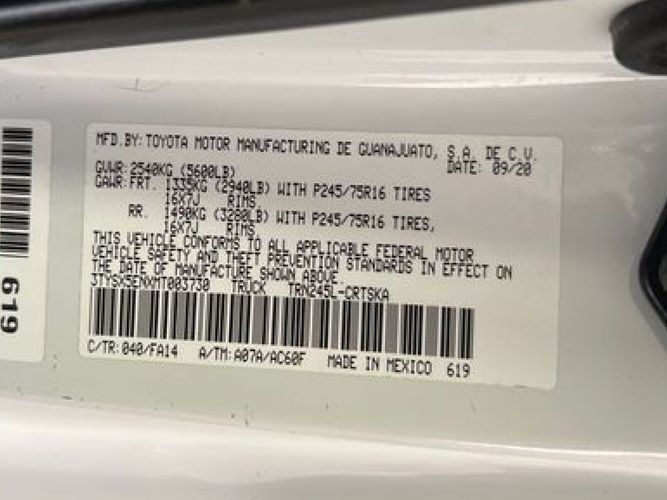 MFD.BY:TOYOTA MOTOR MANUFACTURING DE GUANAJUATO, S.A. DE C.V.
DATE: 09/20
GVWR:2540KG (5600LB)
GAWR:FRT. 1335KG (2940LB) WITH P245/75R16 TIRES
16X7J RIMS
RR. 1490KG (3280LB) WITH P245/75R16 TIRES,
16X7J RIMS
THIS VEHICLE CONFORMS TO ALL APPLICABLE FEDERAL MOTOR
VEHICLE SAFETY AND THEFT PREVENTION STANDARDS IN EFFECT ON
THE DATE OF MANUFACTURE SHOWN ABOVE.
3TYSX5ENXMT003730 TRUCK TRN245L-CRTSKA
C/TR:040/FA14 A/TM:A07A/AC60F MADE IN MEXICO 619
619